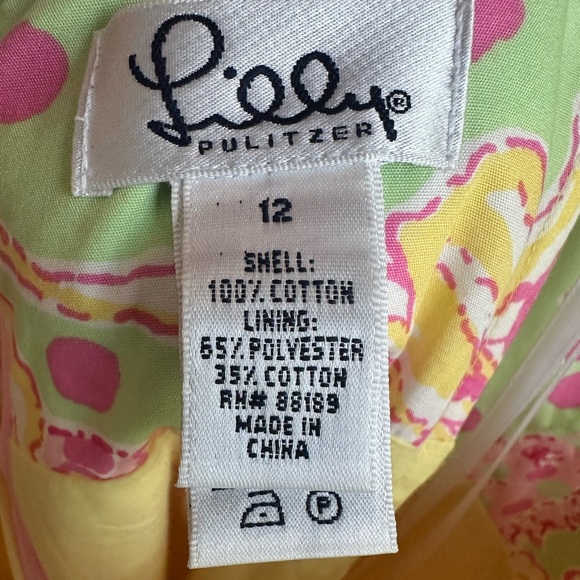 Lilly®
PULITZER
12
SHELL:
100% COTTON
LINING:
65% POLYESTER
35% COTTON
RN# 88189
MADE IN
CHINA
P